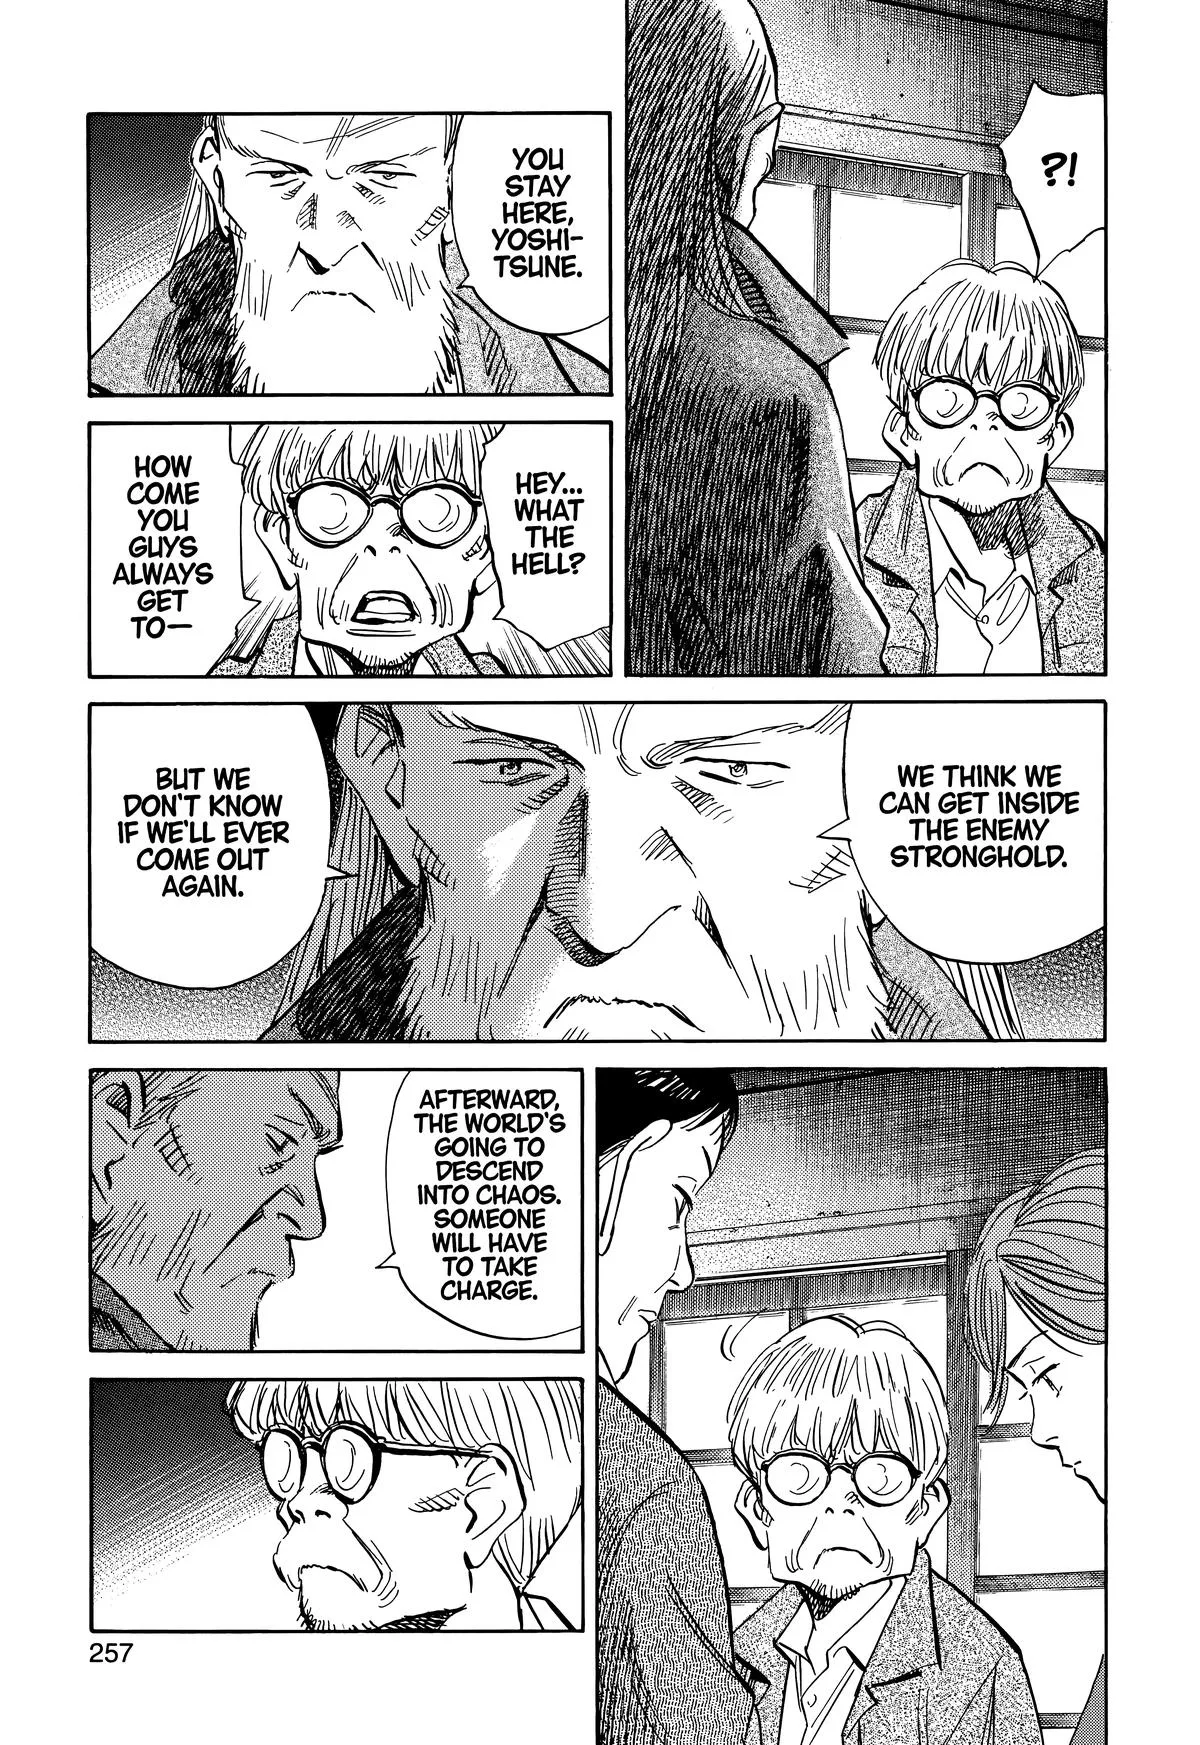 ?!
YOU
STAY
HERE,
YOSHI-
TSUNE.
HEY...
WHAT
THE
HELL?
HOW
COME
YOU
GUYS
ALWAYS
GET
TO—
WE THINK WE
CAN GET INSIDE
THE ENEMY
STRONGHOLD.
BUT WE
DON'T KNOW
IF WE'LL EVER
COME OUT
AGAIN.
AFTERWARD,
THE WORLD'S
GOING TO
DESCEND
INTO CHAOS.
SOMEONE
WILL HAVE
TO TAKE
CHARGE.
257